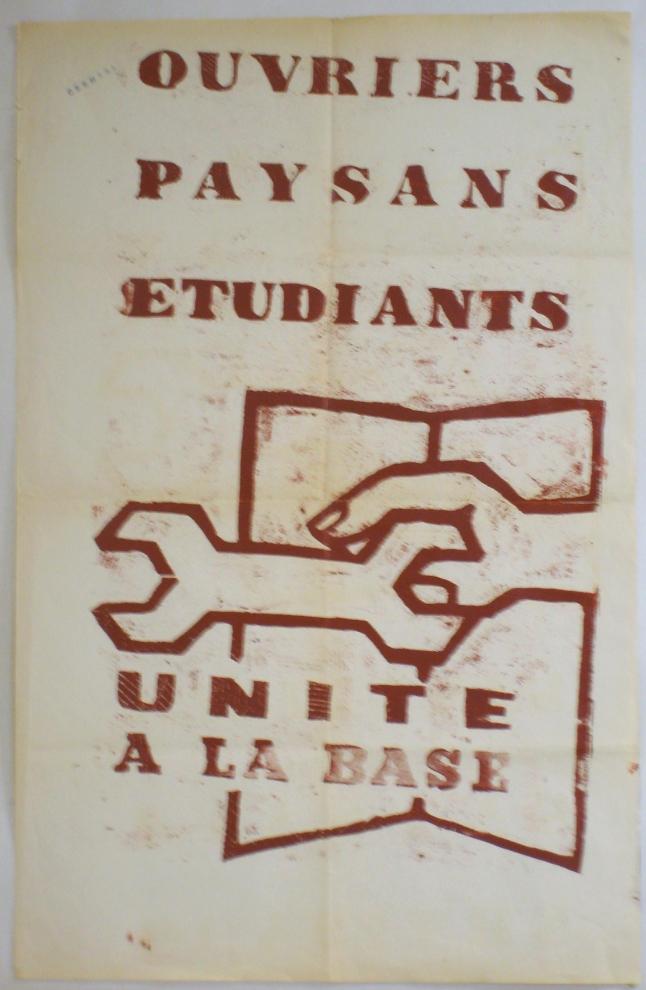 OUVRIERS
PAYSANS
ETUDIANTS
UNITE
A LA BASE